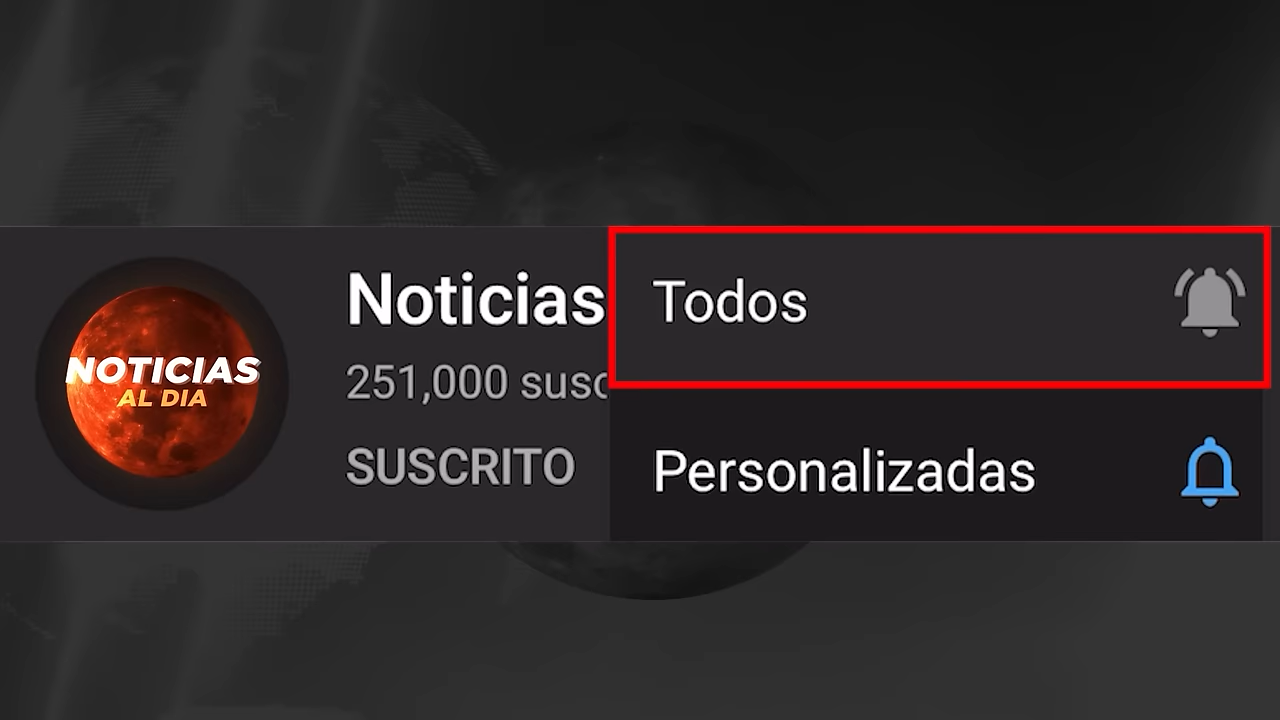 NOTICIAS
AL DIA
Noticias
251,000 susc
SUSCRITO
Todos
Personalizadas